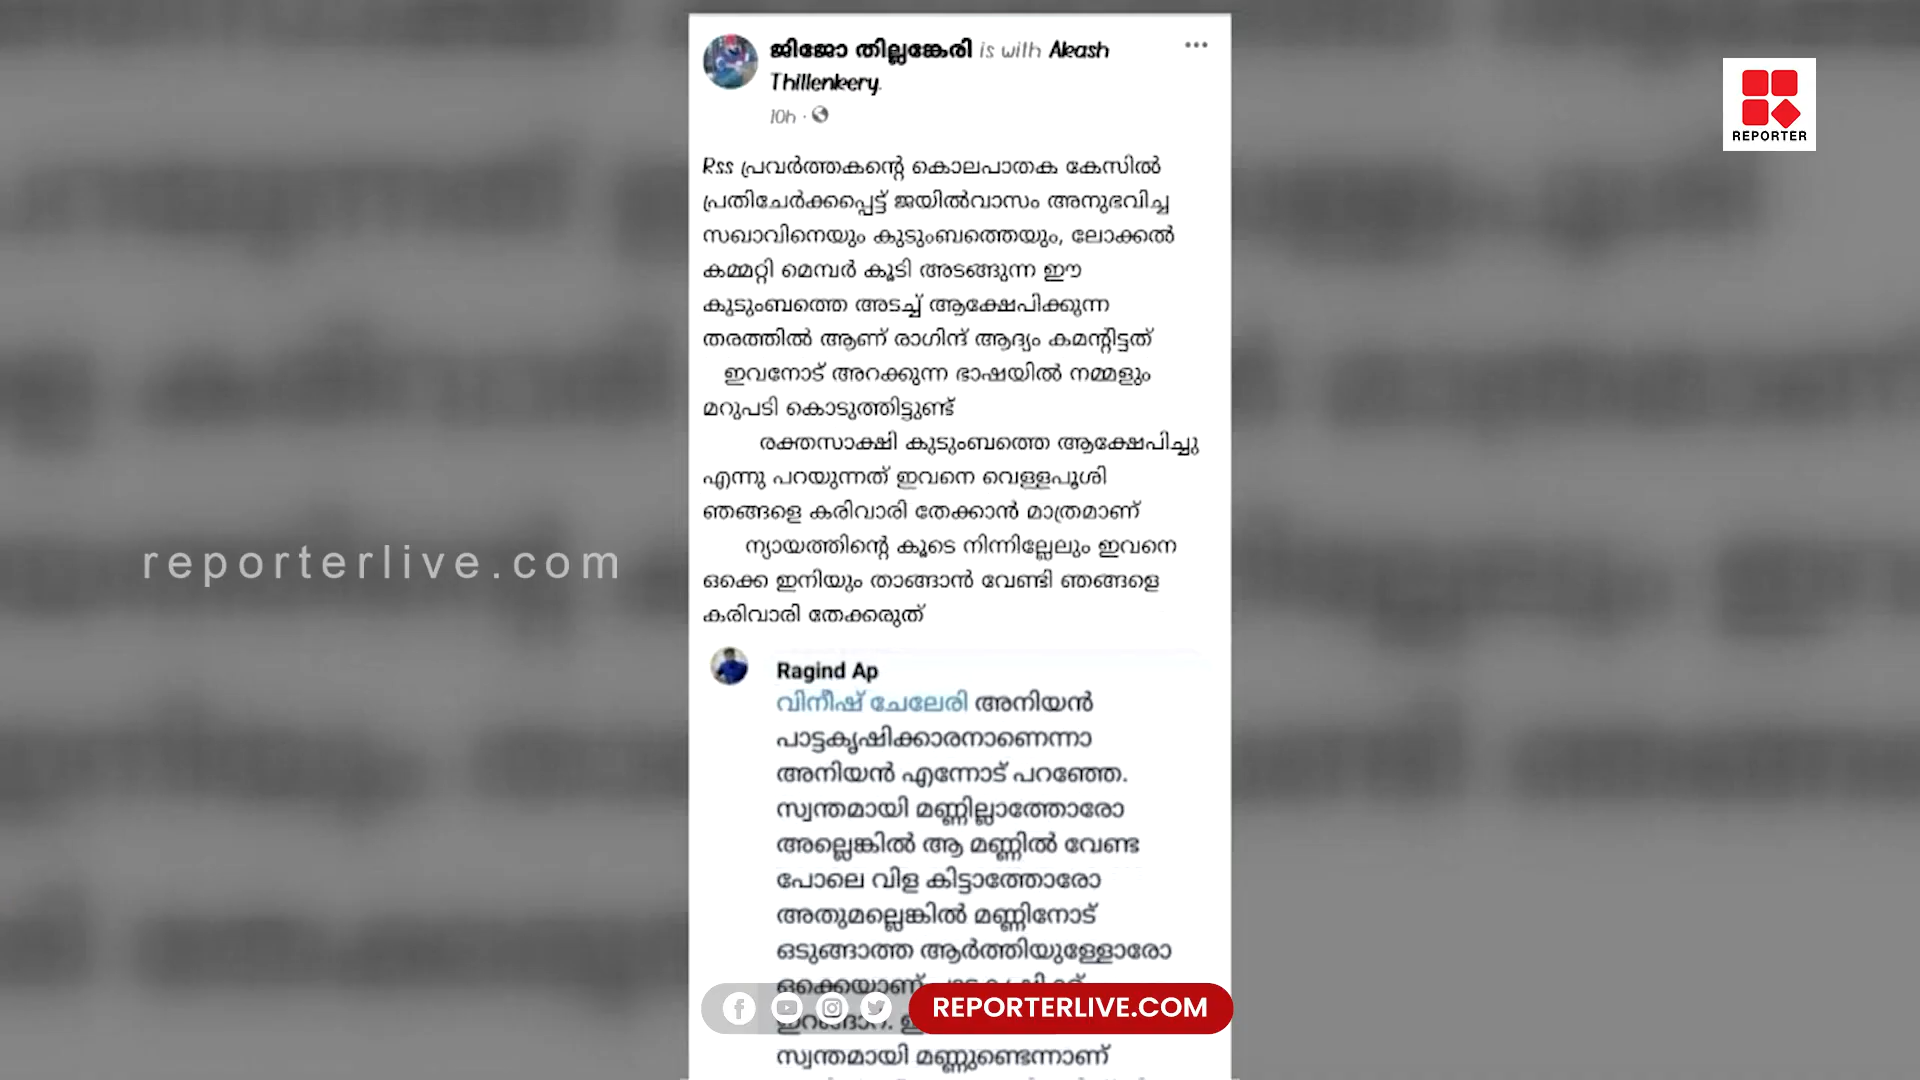 ജിജോ തില്ലങ്കേരി is with Akash
Thillenkery.
10h ·
REPORTER
Rss പ്രവർത്തകന്റെ കൊലപാതക കേസിൽ
പ്രതിചേർക്കപ്പെട്ട് ജയിൽവാസം അനുഭവിച്ച
സഖാവിനെയും കുടുംബത്തെയും, ലോക്കൽ
കമ്മറ്റി മെമ്പർ കൂടി അടങ്ങുന്ന ഈ
കുടുംബത്തെ അടച്ച് ആക്ഷേപിക്കുന്ന
തരത്തിൽ ആണ് രാഗിന്ദ് ആദ്യം കമന്റിട്ടത്
ഇവനോട് അറക്കുന്ന ഭാഷയിൽ നമ്മളും
മറുപടി കൊടുത്തിട്ടുണ്ട്
രക്തസാക്ഷി കുടുംബത്തെ ആക്ഷേപിച്ചു
എന്നു പറയുന്നത് ഇവനെ വെള്ളപൂശി
ഞങ്ങളെ കരിവാരി തേക്കാൻ മാത്രമാണ്
ന്യായത്തിന്റെ കൂടെ നിന്നില്ലേലും ഇവനെ
ഒക്കെ ഇനിയും താങ്ങാൻ വേണ്ടി ഞങ്ങളെ
കരിവാരി തേക്കരുത്
reporterlive.com
Ragind Ap
വിനീഷ് ചേലേരി അനിയൻ
പാട്ടകൃഷിക്കാരനാണെന്നാ
അനിയൻ എന്നോട് പറഞ്ഞേ.
സ്വന്തമായി മണ്ണില്ലാത്തോരോ
അല്ലെങ്കിൽ ആ മണ്ണിൽ വേണ്ട
പോലെ വിള കിട്ടാത്തോരോ
അതുമല്ലെങ്കിൽ മണ്ണിനോട്
ഒടുങ്ങാത്ത ആർത്തിയുള്ളോരോ
ഒക്കെയാണ്
REPORTERLIVE.COM
സ്വന്തമായി മണ്ണുണ്ടെന്നാണ്